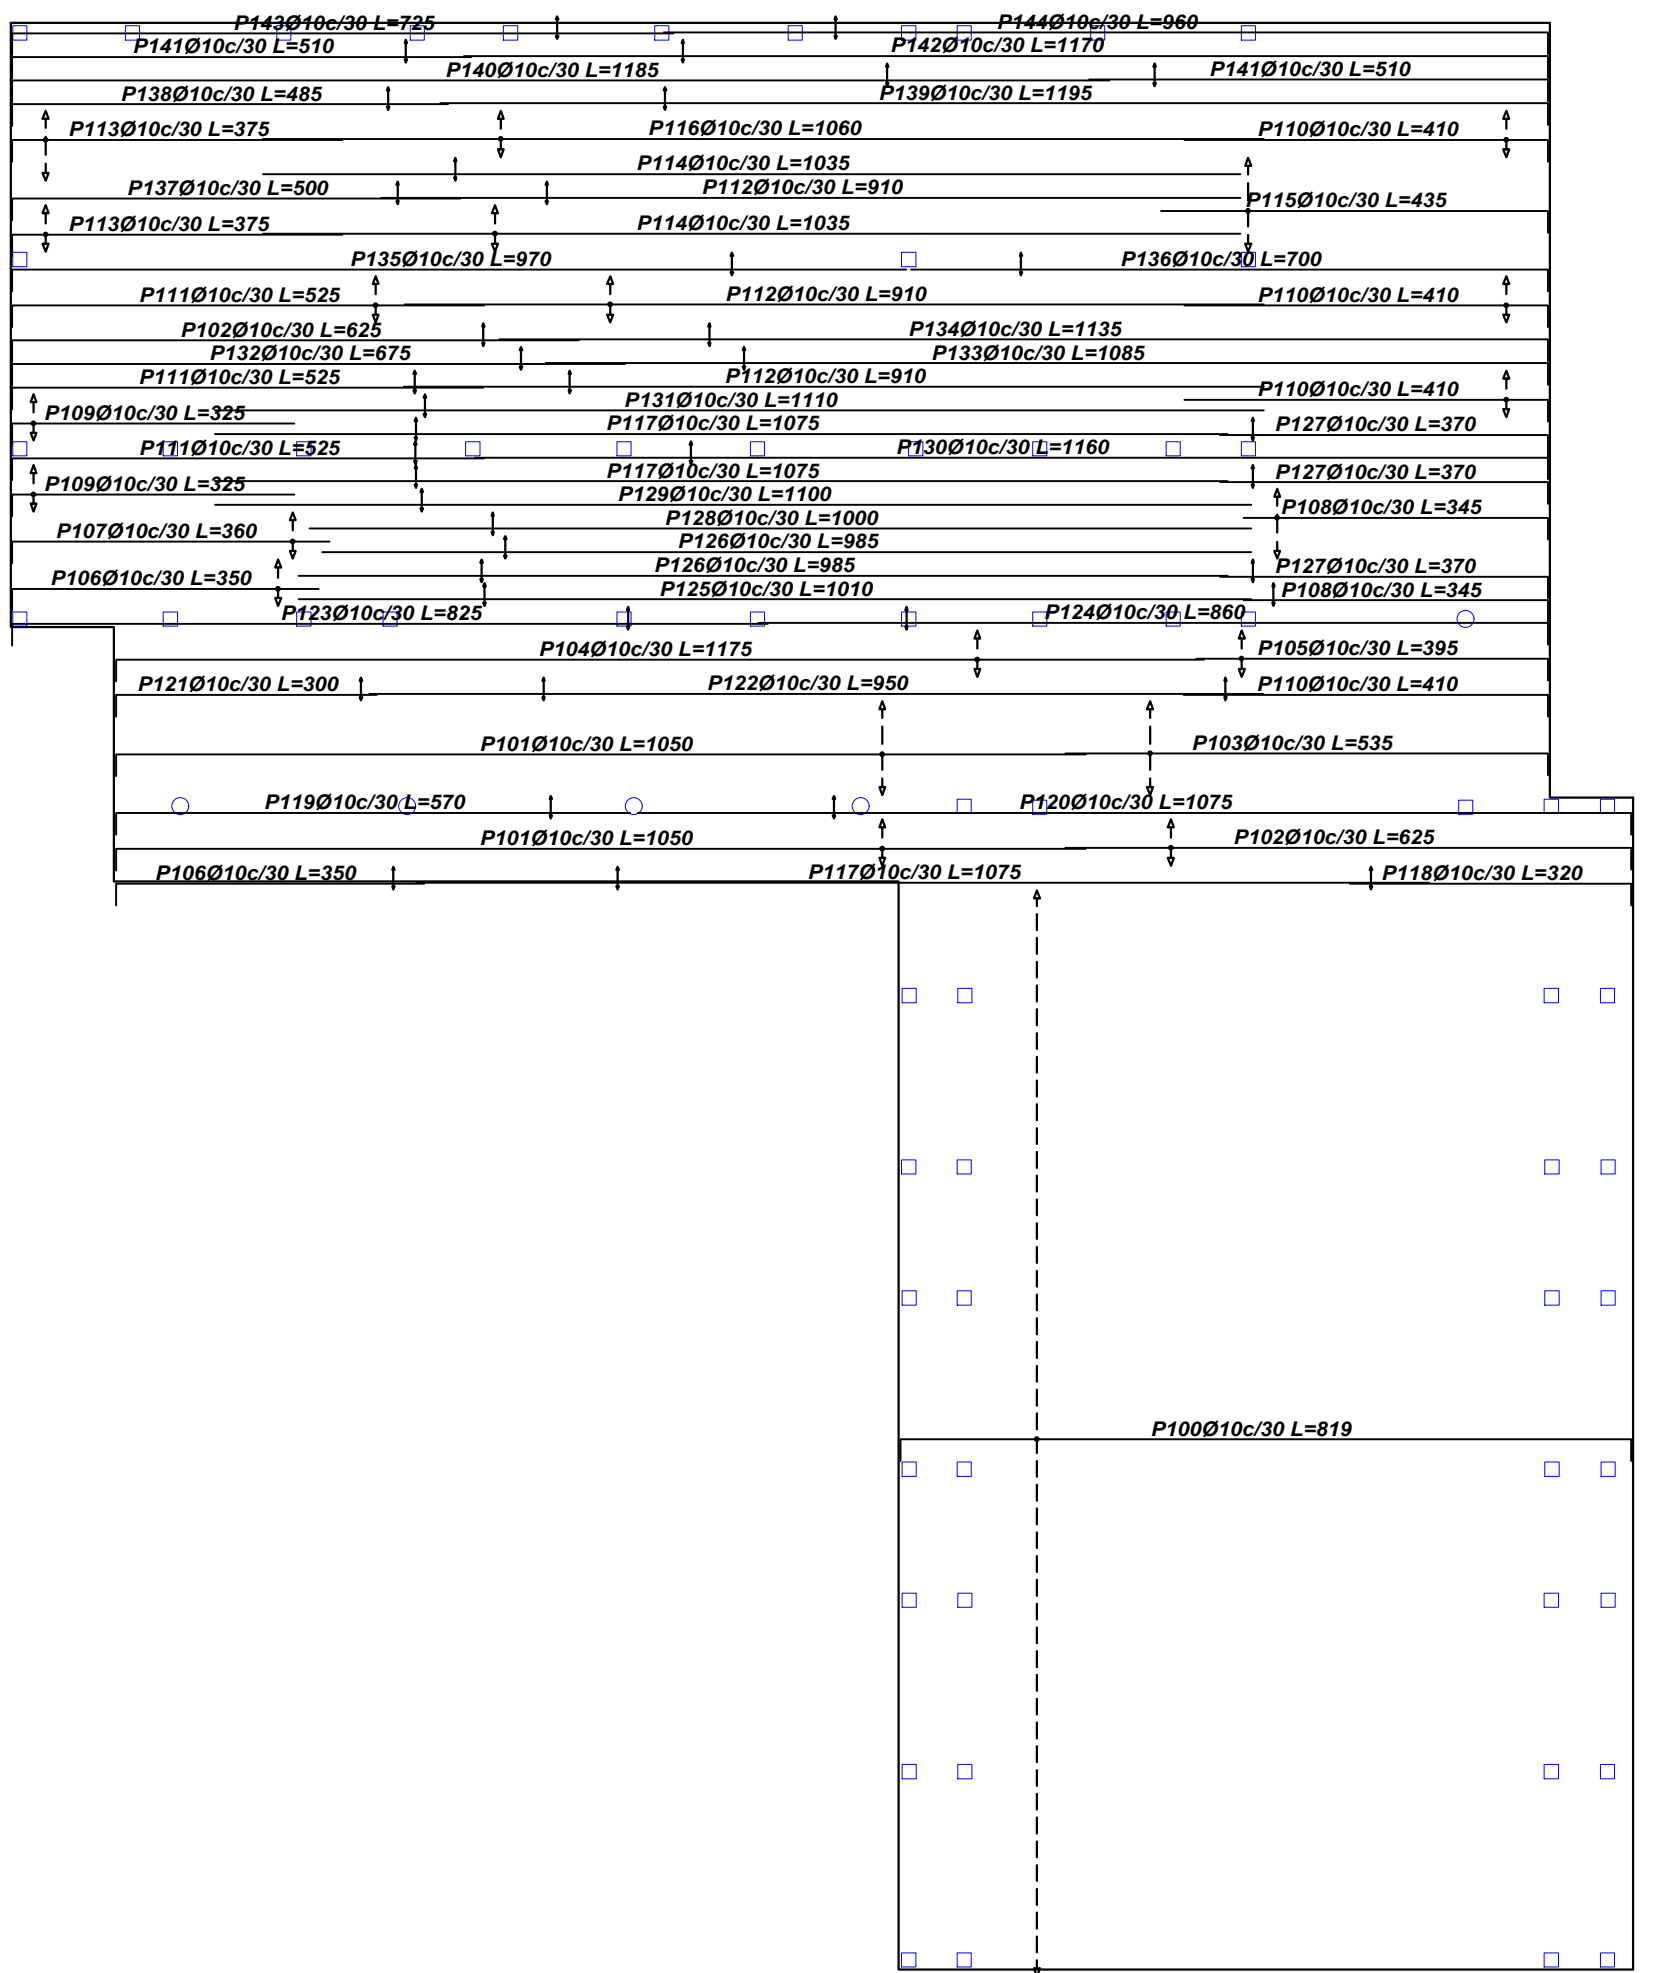 P143Ø10c/30 L=725 P144Ø10c/30 L=960
P141Ø10c/30 L=510 P142Ø10c/30 L=1170
P140Ø10c/30 L=1185 P141Ø10c/30 L=510
P138Ø10c/30 L=485 P139Ø10c/30 L=1195
P113Ø10c/30 L=375 P116Ø10c/30 L=1060 P110Ø10c/30 L=410
P114Ø10c/30 L=1035
P137Ø10c/30 L=500 P112Ø10c/30 L=910
P115Ø10c/30 L=435
P113Ø10c/30 L=375 P114Ø10c/30 L=1035
P135Ø10c/30 L=970 P136Ø10c/30 L=700
P111Ø10c/30 L=525 P112Ø10c/30 L=910 P110Ø10c/30 L=410
P102Ø10c/30 L=625 P134Ø10c/30 L=1135
P132Ø10c/30 L=675 P133Ø10c/30 L=1085
P111Ø10c/30 L=525 P112Ø10c/30 L=910
P110Ø10c/30 L=410
P131Ø10c/30 L=1110
P109Ø10c/30 L=325
P117Ø10c/30 L=1075 P127Ø10c/30 L=370
P111Ø10c/30 L=525 P130Ø10c/30 L=1160
P117Ø10c/30 L=1075 P127Ø10c/30 L=370
P109Ø10c/30 L=325
P129Ø10c/30 L=1100
P108Ø10c/30 L=345
P128Ø10c/30 L=1000
P107Ø10c/30 L=360
P126Ø10c/30 L=985
P126Ø10c/30 L=985 P127Ø10c/30 L=370
P106Ø10c/30 L=350
P125Ø10c/30 L=1010 P108Ø10c/30 L=345
P123Ø10c/30 L=825 P124Ø10c/30 L=860
P104Ø10c/30 L=1175 P105Ø10c/30 L=395
P121Ø10c/30 L=300 P122Ø10c/30 L=950 P110Ø10c/30 L=410
P101Ø10c/30 L=1050 P103Ø10c/30 L=535
P119Ø10c/30 L=570 P120Ø10c/30 L=1075
P101Ø10c/30 L=1050 P102Ø10c/30 L=625
P106Ø10c/30 L=350 P117Ø10c/30 L=1075 P118Ø10c/30 L=320
P100Ø10c/30 L=819